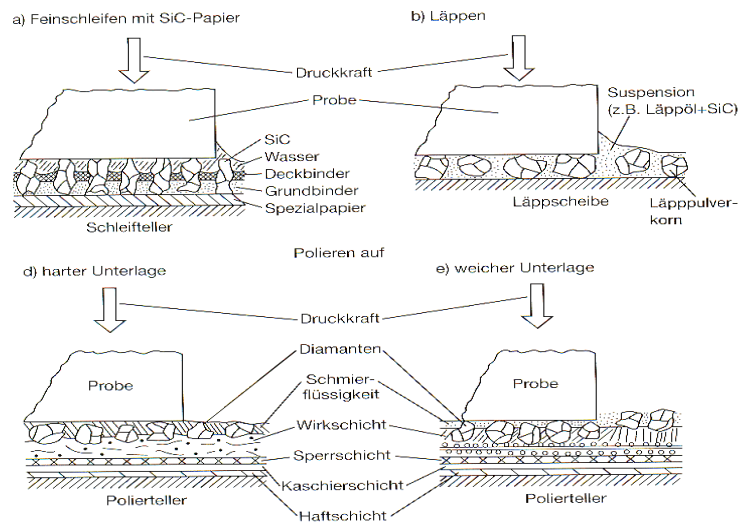 a) Feinschleifen mit SiC-Papier
b) Läppen
Druckkraft
Probe
Suspension
(z.B. Läppöl+SiC)
SiC
Wasser
Deckbinder
Grundbinder
Spezialpapier
Schleifteller
Läppscheibe
Läpppulver-
korn
Polieren auf
d) harter Unterlage
e) weicher Unterlage
Druckkraft
Diamanten
Probe
Probe
Schmier-
flüssigkeit
Wirkschicht
Sperrschicht
Kaschierschicht
Haftschicht
Polierteller
Polierteller